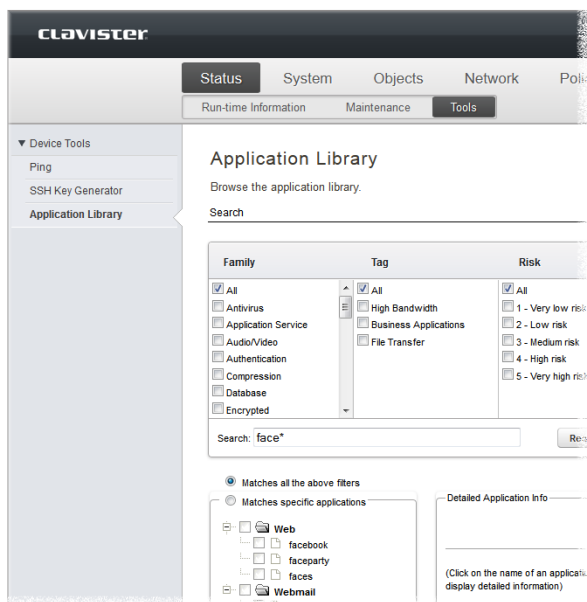 CLAVISTER
Status System Objects Network
Run-time Information Maintenance Tools
Device Tools
Ping
SSH Key Generator
Application Library
Application Library
Browse the application library.
Search
Family Tag Risk
All All All
Antivirus High Bandwidth 1 - Very low risk
Application Service Business Applications 2 - Low risk
Audio/Video File Transfer 3 - Medium risk
Authentication 4 - High risk
Compression 5 - Very high risk
Database
Encrypted
Search: face*
Matches all the above filters
Matches specific applications Detailed Application Info
Web
facebook
faceparty
faces (Click on the name of an
Webmail display detailed information)